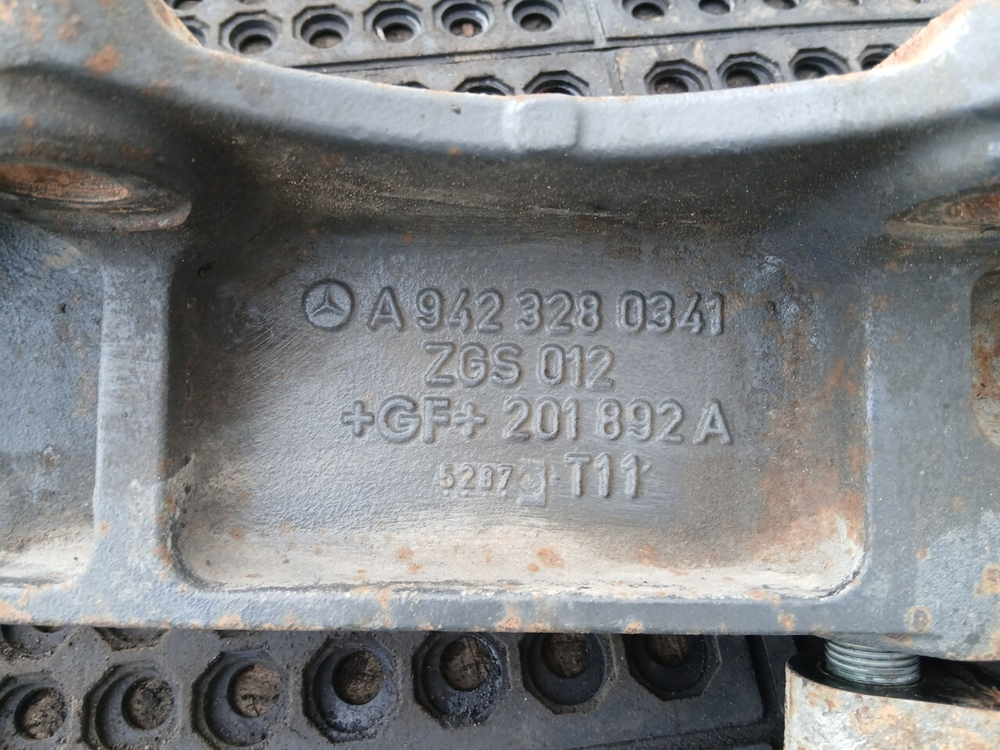 A 942 328 0341
ZGS 012
+GF+ 201 892 A
5287 T11